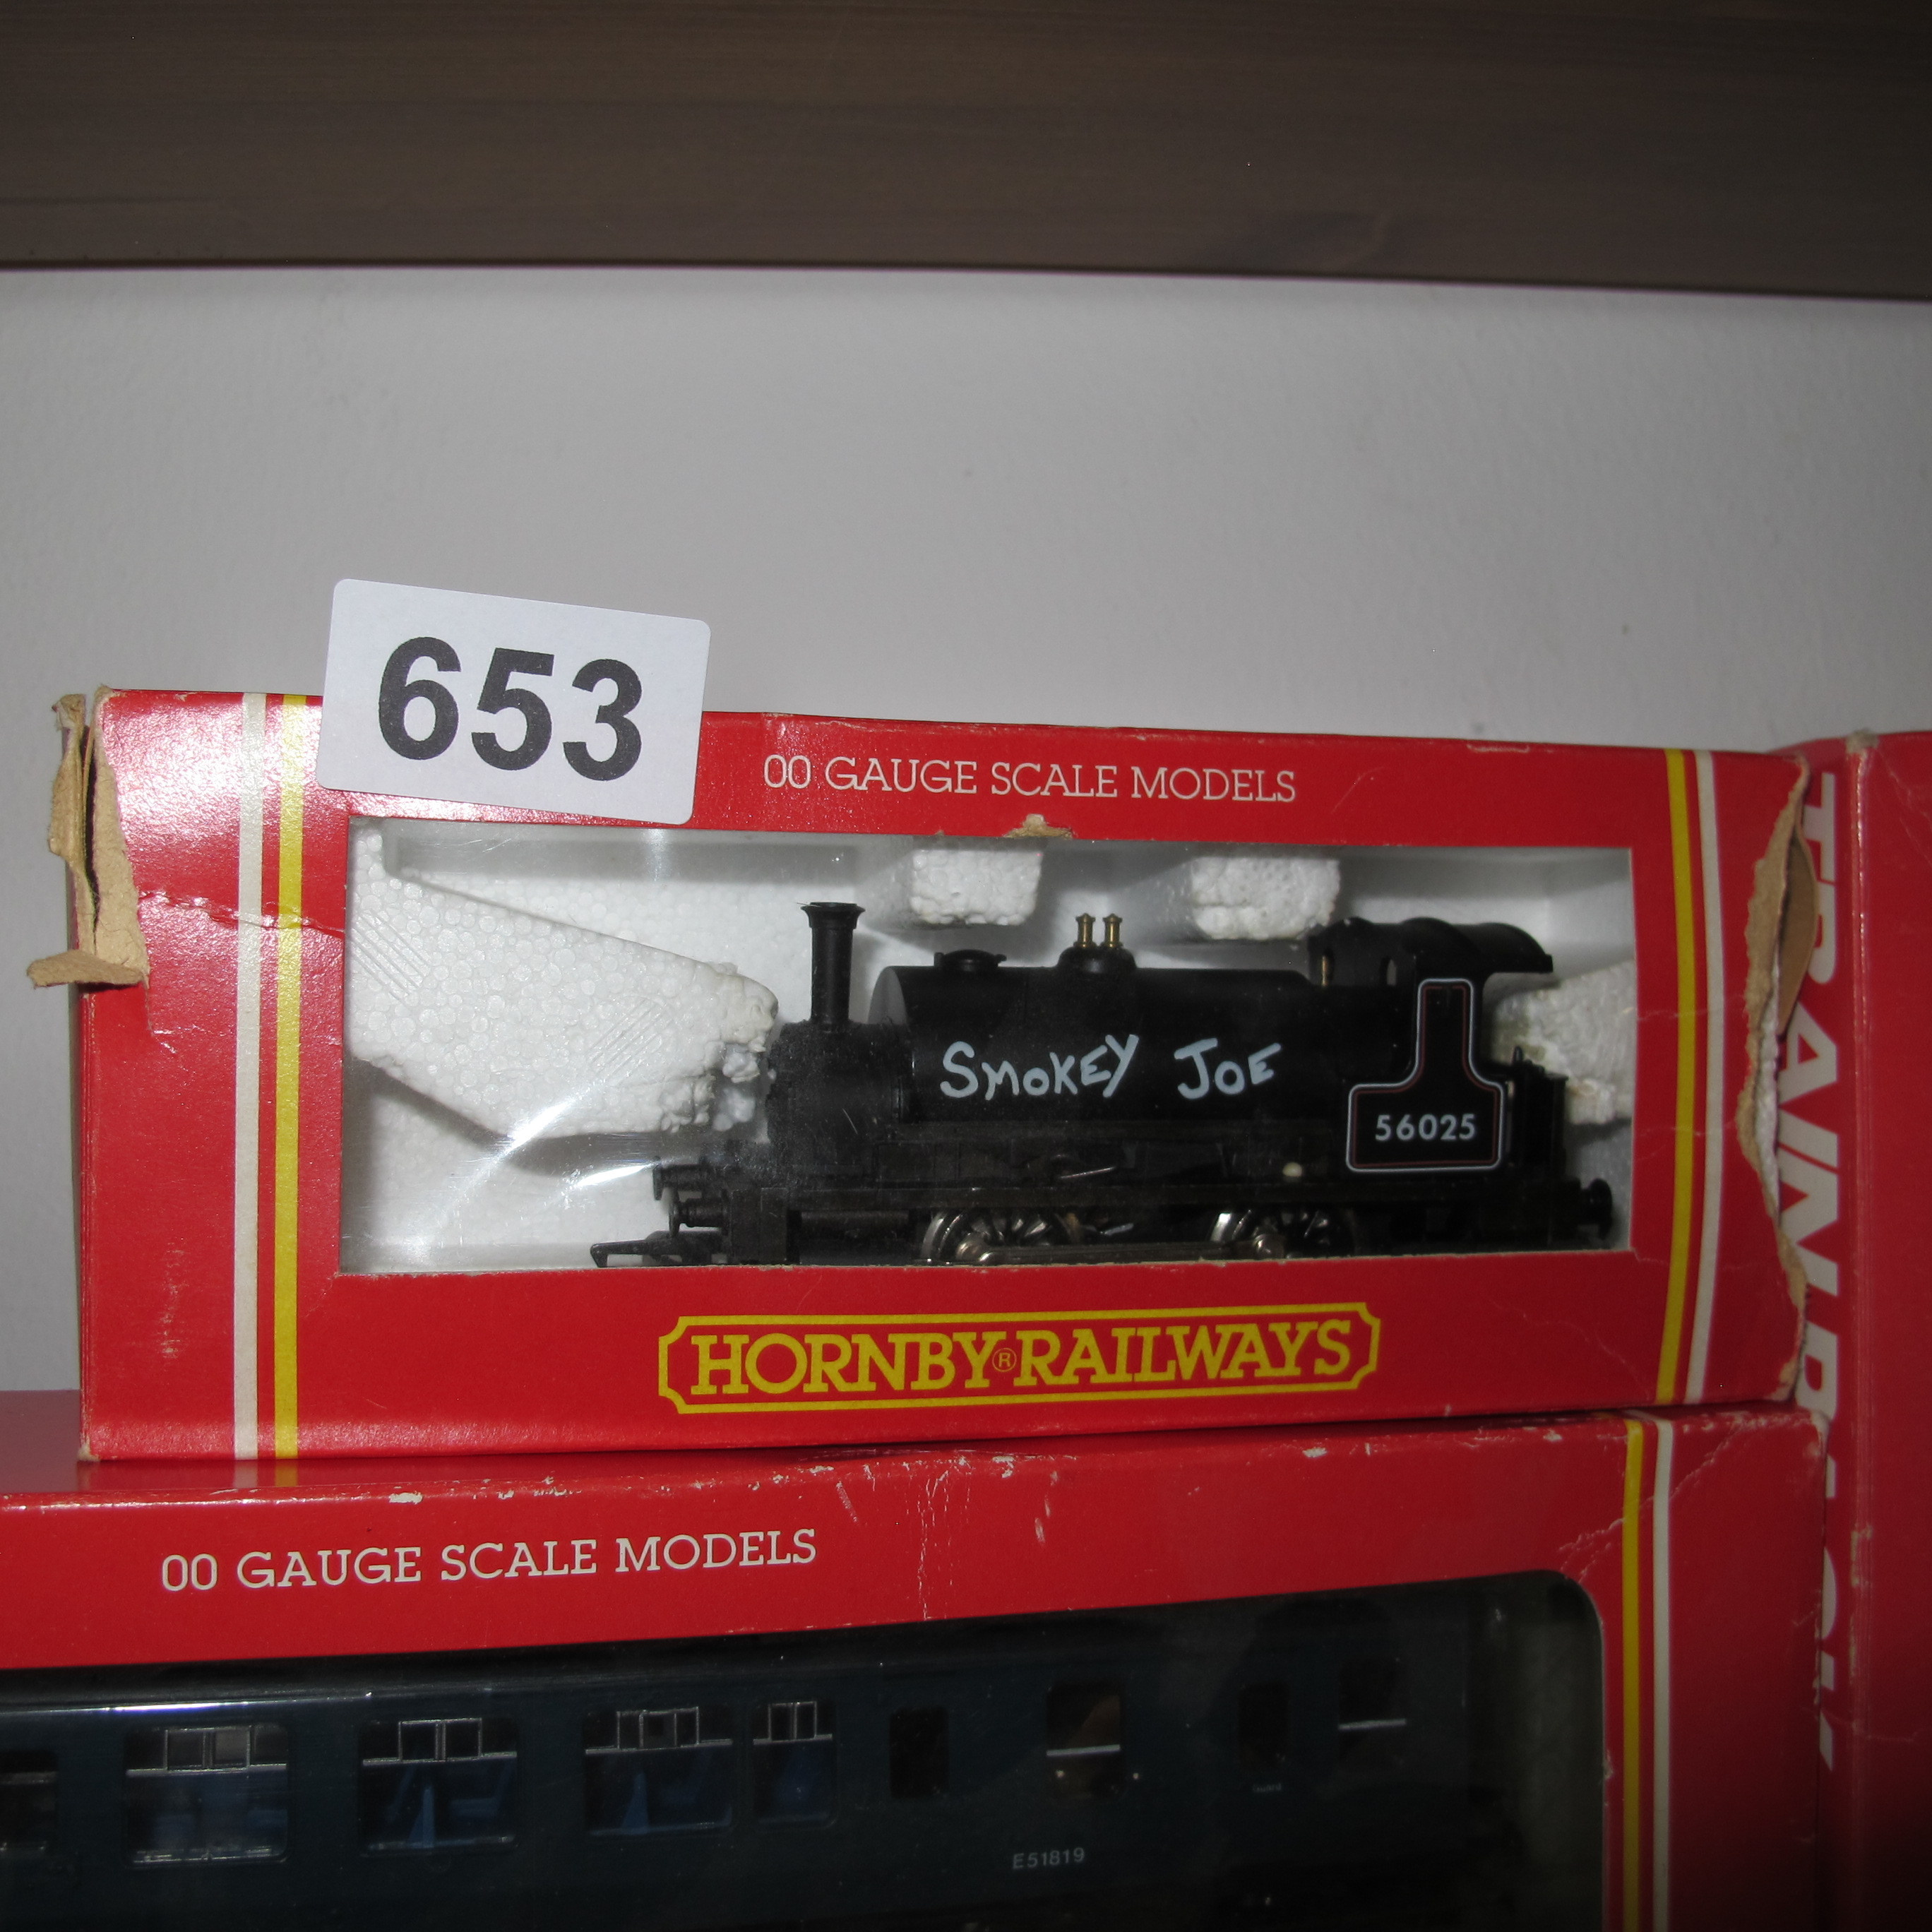 653
00 GAUGE SCALE MODELS
SMOKEY JOE
56025
HORNBY® RAILWAYS
00 GAUGE SCALE MODELS
E51819